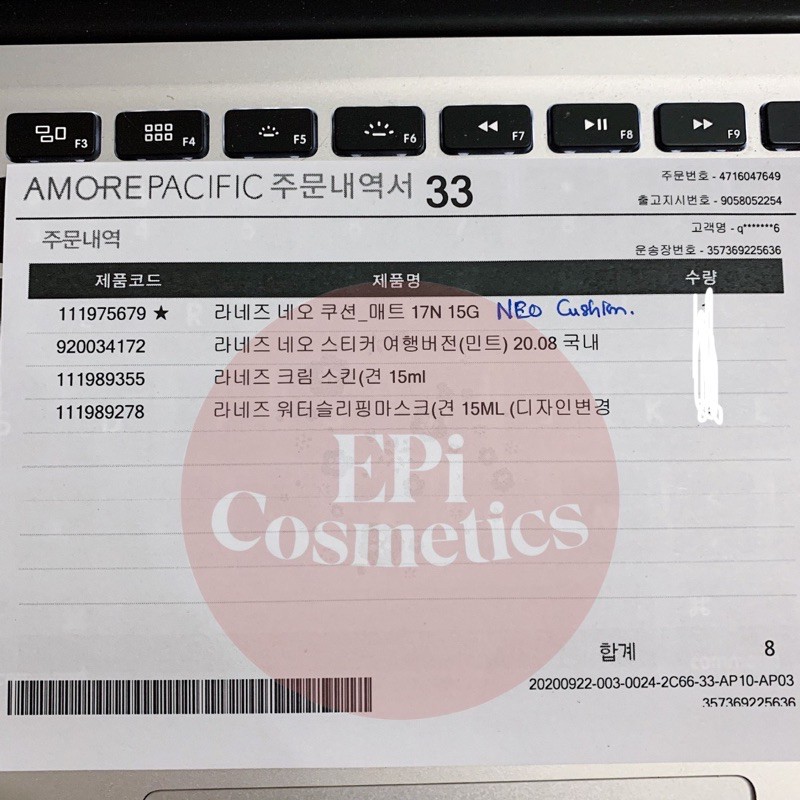 F3 F4 F5 F6 F7 F8 F9
AMOREPACIFIC 주문내역서 33
주문번호 - 4716047649
출고지시번호 - 9058052254
고객명 - q*******6
운송장번호 - 357369225636
주문내역
제품코드 제품명 수량
111975679 ★ 라네즈 네오 쿠션_매트 17N 15G NEO Cushion.
920034172 라네즈 네오 스티커 여행버전(민트) 20.08 국내
111989355 라네즈 크림 스킨(견 15ml
111989278 라네즈 워터슬리핑마스크(견 15ML (디자인변경
EPi
Cosmetics
합계 8
20200922-003-0024-2C66-33-AP10-AP03
357369225636